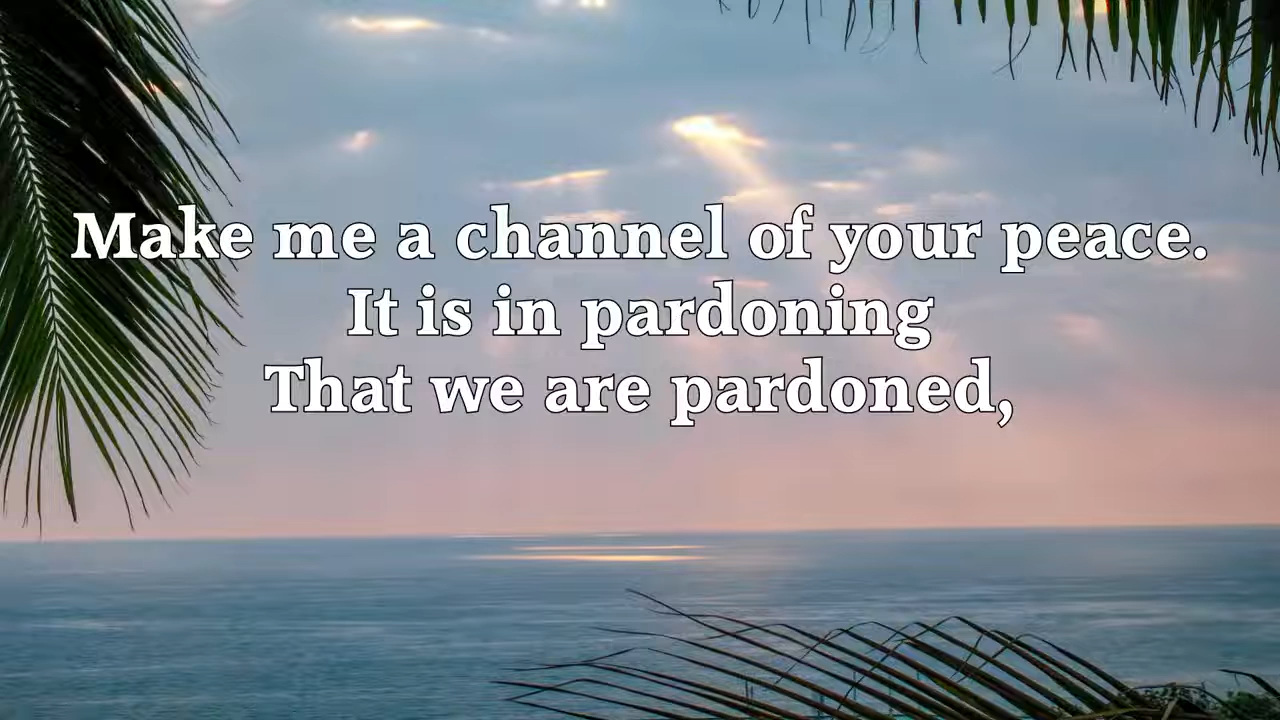 Make me a channel of your peace.
It is in pardoning
That we are pardoned,